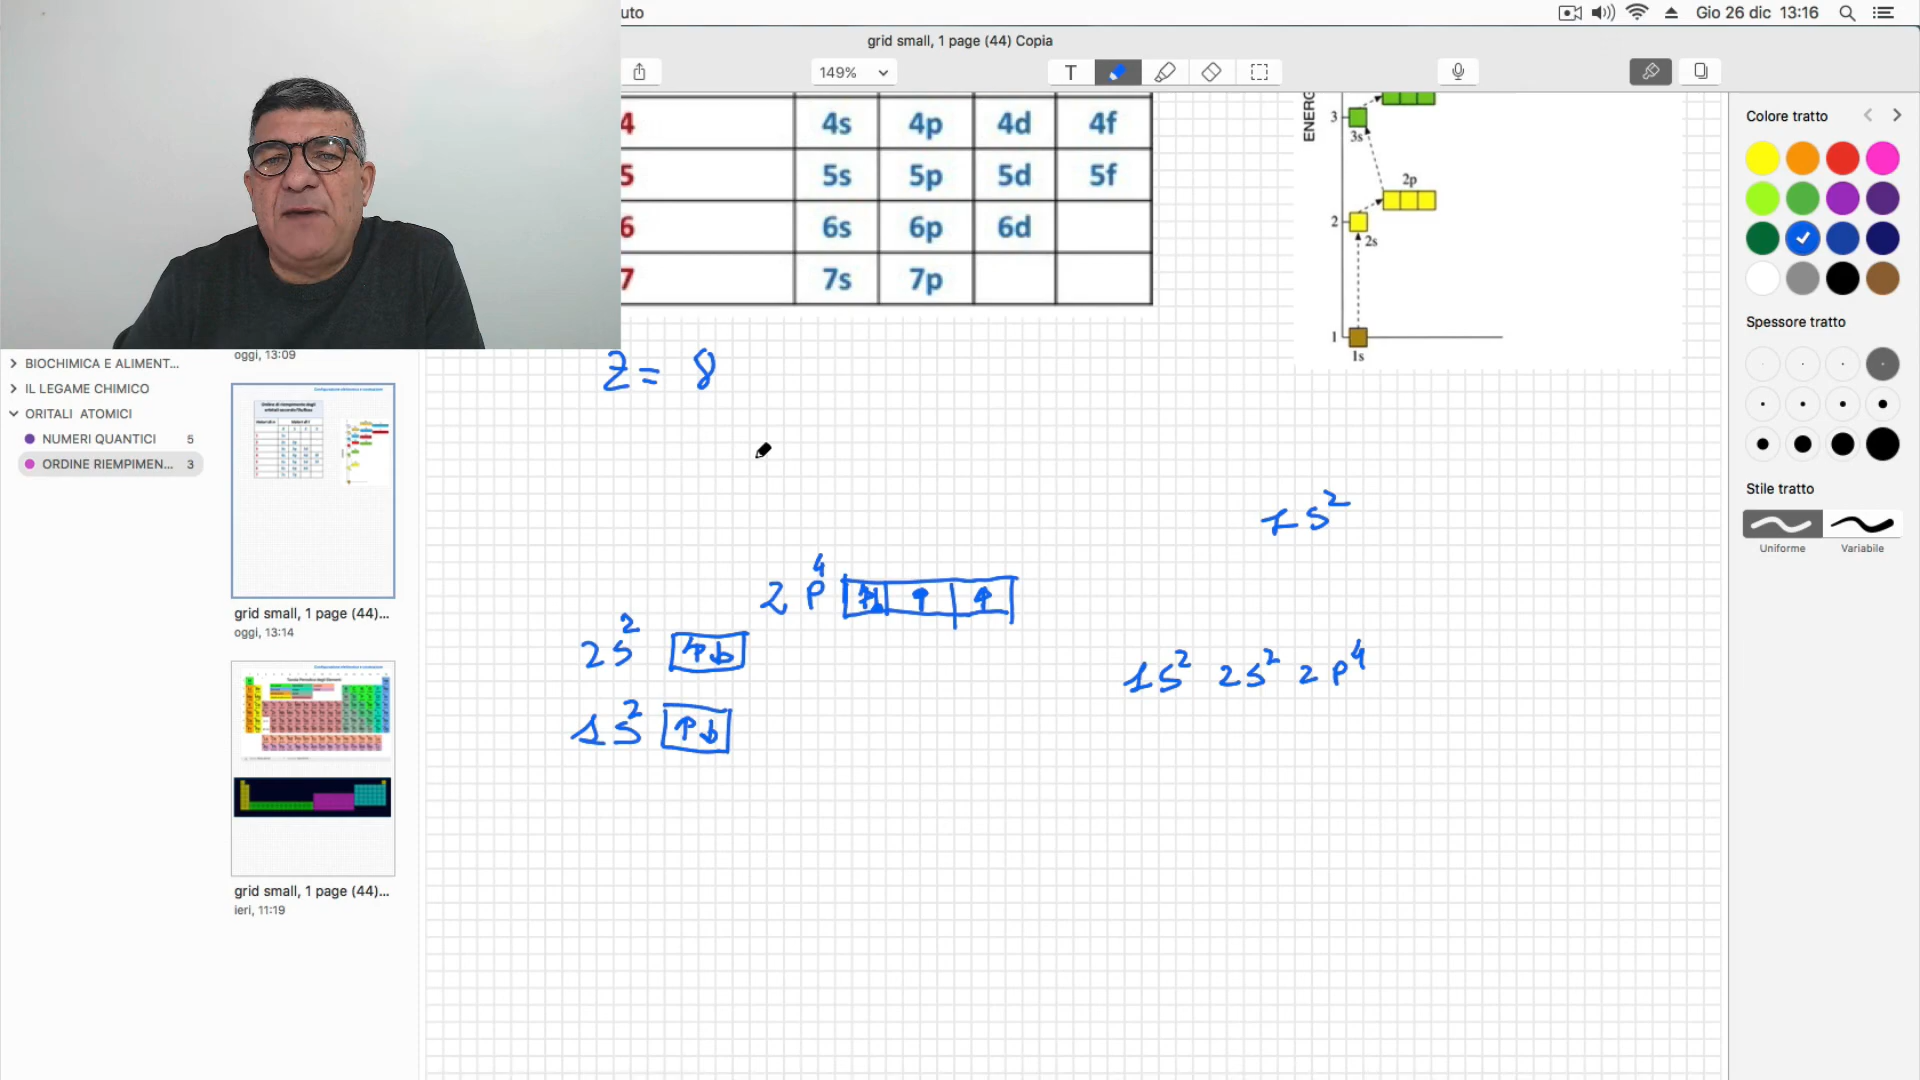 uto
Gio 26 dic 13:16
grid small, 1 page (44) Copia
149%
T
4 4s 4p 4d 4f
5 5s 5p 5d 5f
6 6s 6p 6d
7 7s 7p
ENERG
3
3s
2p
2
2s
1
1s
Colore tratto
Spessore tratto
Stile tratto
Uniforme Variabile
oggi, 13:09
BIOCHIMICA E ALIMENT...
IL LEGAME CHIMICO
ORITALI ATOMICI
NUMERI QUANTICI 5
ORDINE RIEMPIMEN... 3
grid small, 1 page (44)...
oggi, 13:14
grid small, 1 page (44)...
ieri, 11:19
Z = 8
1s²
2p⁴ ↑↓ ↑ ↑
2s² ↑↓
1s² ↑↓
1s² 2s² 2p⁴